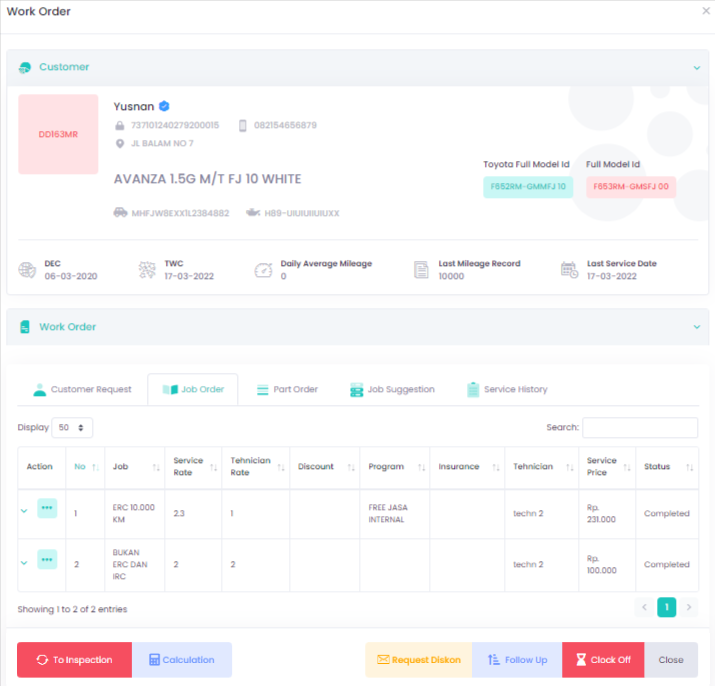 Work Order
Customer
DD163MR
Yusnan
737101240279200015 082154656879
JL BALAM NO 7
AVANZA 1.5G M/T FJ 10 WHITE
Toyota Full Model Id Full Model Id
F652RM-GMMFJ 10 F653RM-GMSFJ 00
MHFJW8EXX1L2384882 H89-UIUIUIIUIUXX
DEC TWC Daily Average Mileage Last Mileage Record Last Service Date
06-03-2020 17-03-2022 0 10000 17-03-2022
Work Order
Customer Request Job Order Part Order Job Suggestion Service History
Display 50 Search:
Action No Job Service Rate Tehnician Rate Discount Program Insurance Tehnician Service Price Status
1 ERC 10.000 KM 2.3 1 FREE JASA INTERNAL techn 2 Rp. 231.000 Completed
2 BUKAN ERC DAN IRC 2 2 techn 2 Rp. 100.000 Completed
Showing 1 to 2 of 2 entries
1
To Inspection Calculation Request Diskon Follow Up Clock Off Close